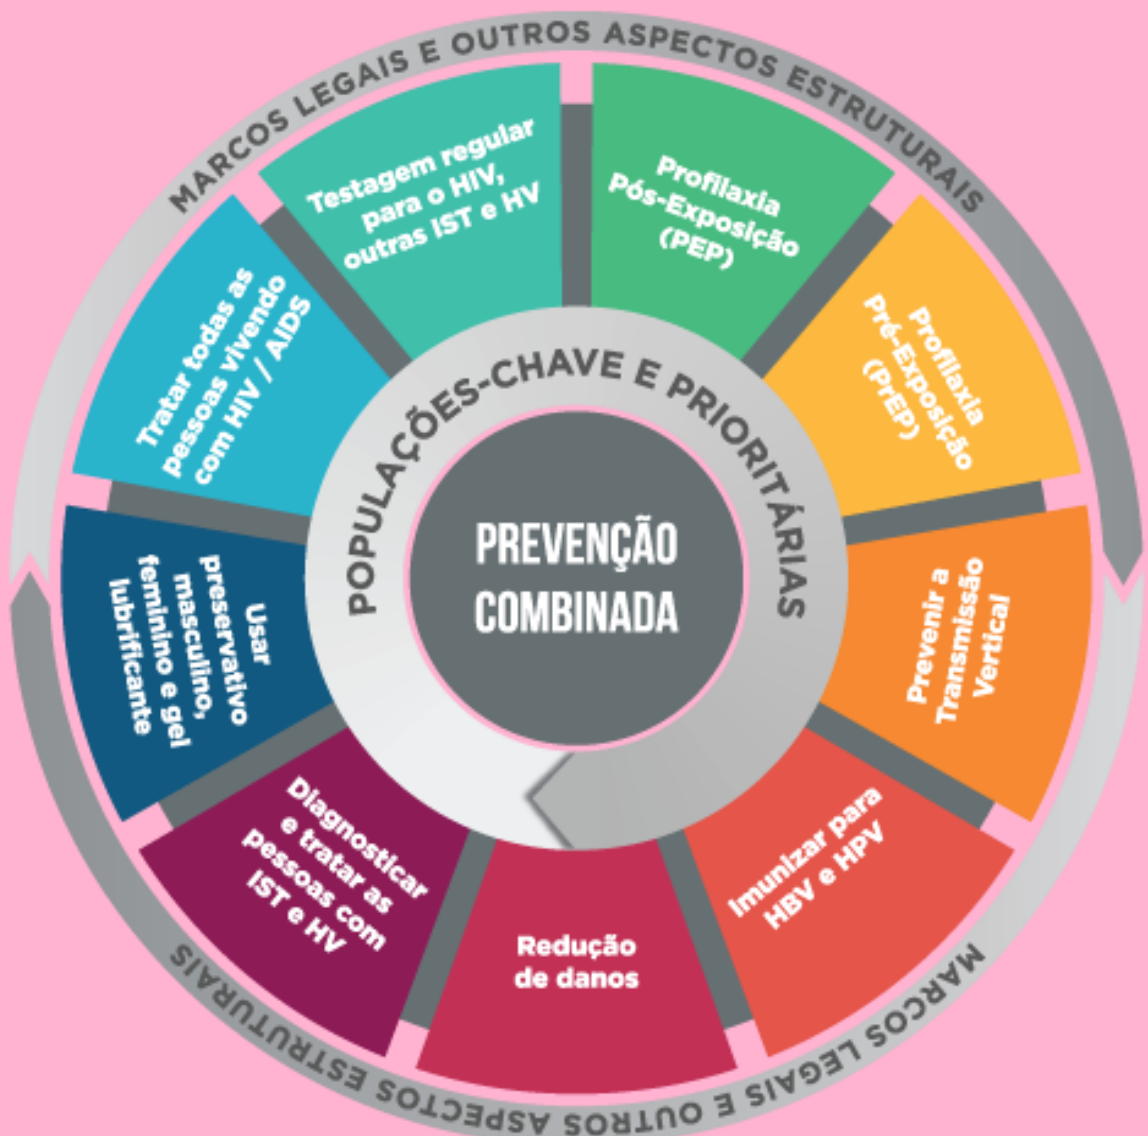 MARCOS LEGAIS E OUTROS ASPECTOS ESTRUTURAIS
Testagem regular
para o HIV,
outras IST e HV
Profilaxia
Pós-Exposição
(PEP)
Profilaxia
Pré-Exposição
(PrEP)
Prevenir a
Transmissão
Vertical
Imunizar para
HBV e HPV
Redução
de danos
Diagnosticar
e tratar as
pessoas com
IST e HV
Usar
preservativo
masculino,
feminino e gel
lubrificante
Tratar todas as
pessoas vivendo
com HIV / AIDS
POPULAÇÕES-CHAVE E PRIORITÁRIAS
PREVENÇÃO
COMBINADA
MARCOS LEGAIS E OUTROS ASPECTOS ESTRUTURAIS